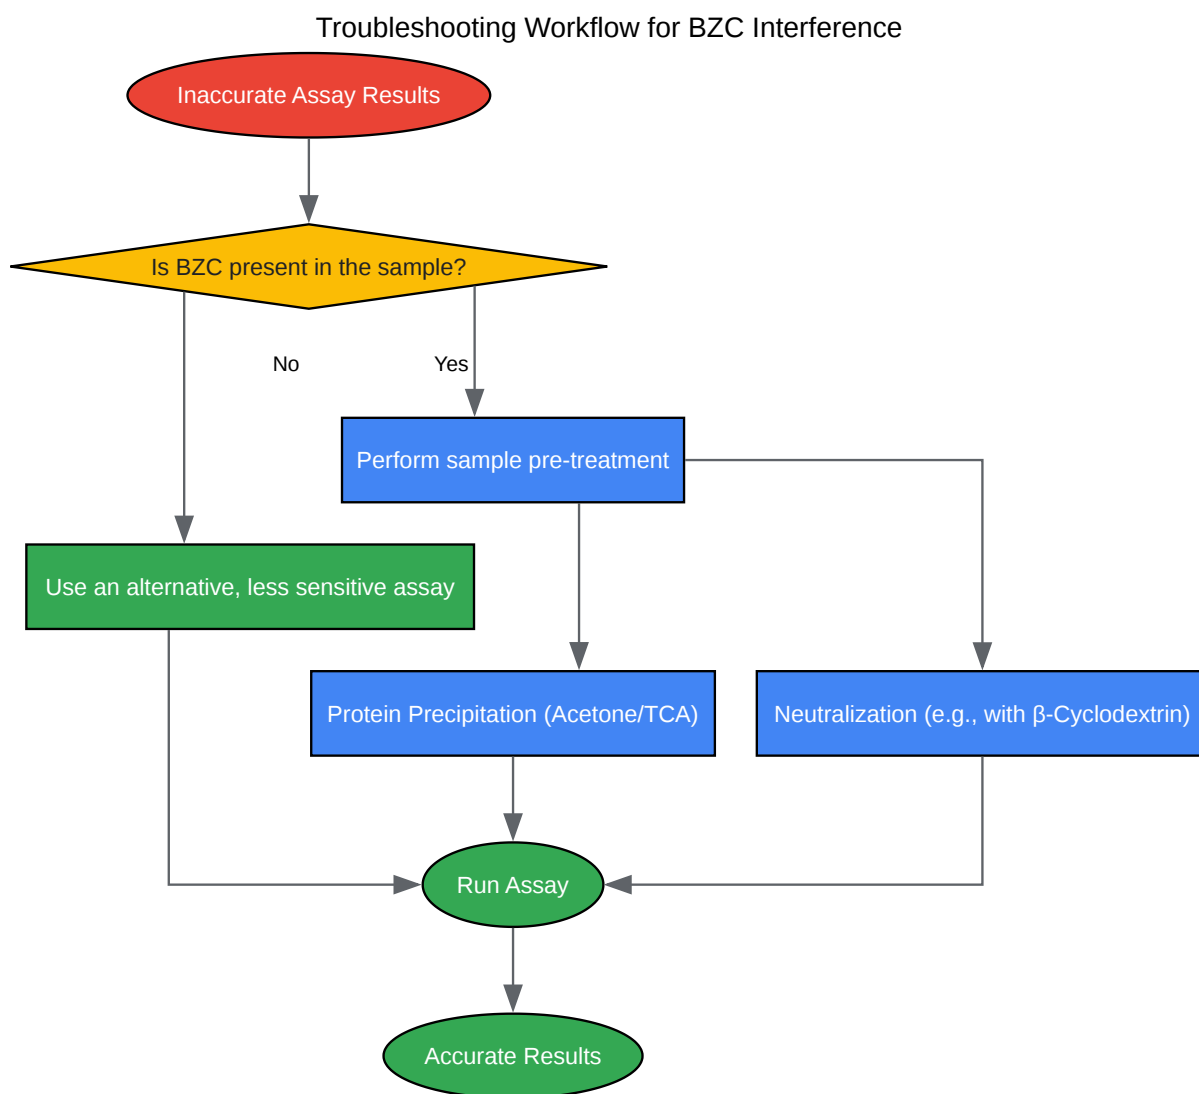 Troubleshooting Workflow for BZC Interference
Inaccurate Assay Results
Is BZC present in the sample?
No
Yes
Perform sample pre-treatment
Use an alternative, less sensitive assay
Protein Precipitation (Acetone/TCA)
Neutralization (e.g., with β-Cyclodextrin)
Run Assay
Accurate Results